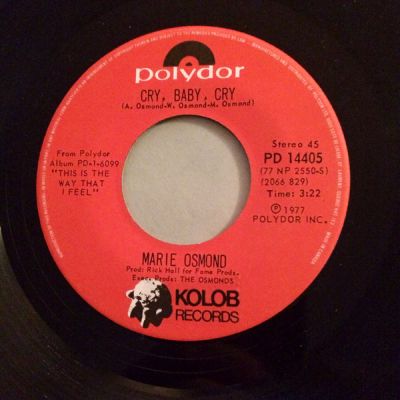 polydor
CRY, BABY, CRY
(A. Osmond-W. Osmond-M. Osmond)
Stereo 45
PD 14405
(77 NP 2550-S)
(2066 829)
Time: 3:22
Ⓟ 1977
POLYDOR INC.
From Polydor
Album PD-1-6099
"THIS IS THE
WAY THAT
I FEEL"
MARIE OSMOND
Prod: Rick Hall for Fame Prods.
Exec. Prods: THE OSMONDS
KOLOB
RECORDS